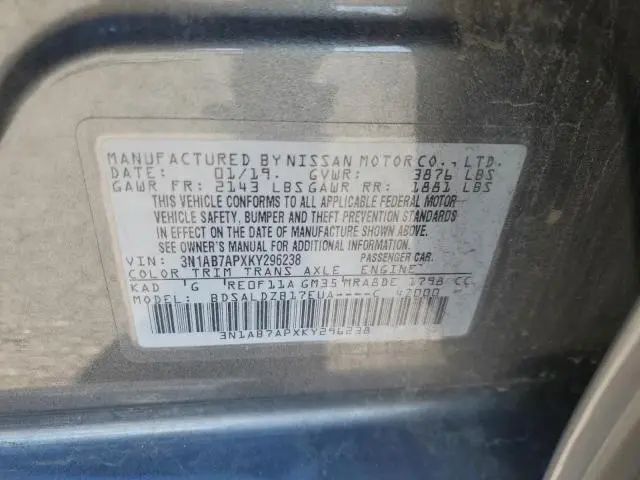 MANUFACTURED BY NISSAN MOTOR CO., LTD.
DATE: 01/19. GVWR: 3876 LBS
GAWR FR: 2143 LBS GAWR RR: 1881 LBS
THIS VEHICLE CONFORMS TO ALL APPLICABLE FEDERAL MOTOR
VEHICLE SAFETY, BUMPER AND THEFT PREVENTION STANDARDS
IN EFFECT ON THE DATE OF MANUFACTURE SHOWN ABOVE.
SEE OWNER'S MANUAL FOR ADDITIONAL INFORMATION.
VIN: 3N1AB7APXKY296238 PASSENGER CAR.
COLOR TRIM TRANS AXLE ENGINE
KAD 'G 'RE0F11A GM35 MRA8DE 1798 CC
MODEL: BDSALDZB17EUA----C 42000
3N1AB7APXKY296238